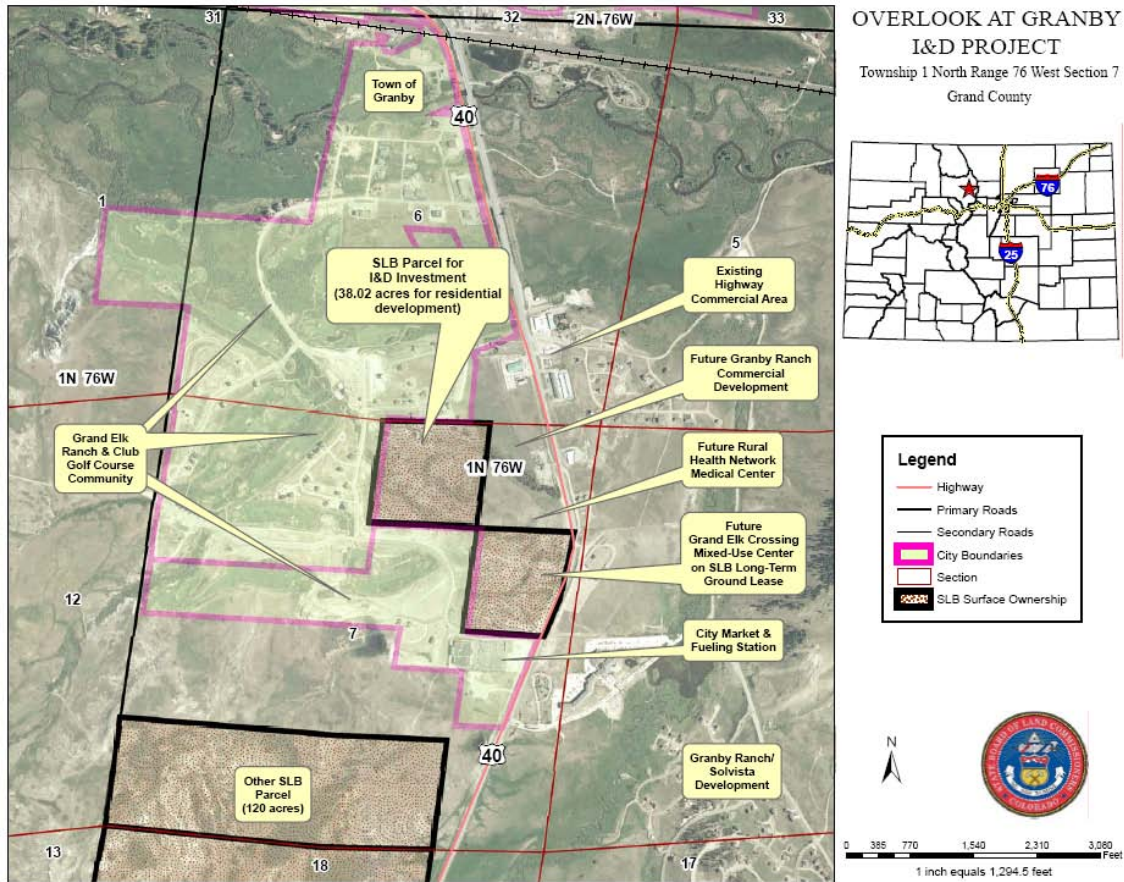 OVERLOOK AT GRANBY
I&D PROJECT
Township 1 North Range 76 West Section 7
Grand County
31
32
2N 76W
33
Town of
Granby
40
1
6
5
SLB Parcel for
I&D Investment
(38.02 acres for residential
development)
Existing
Highway
Commercial Area
Future Granby Ranch
Commercial
Development
1N 76W
Grand Elk
Ranch & Club
Golf Course
Community
1N 76W
Future Rural
Health Network
Medical Center
Future
Grand Elk Crossing
Mixed-Use Center
on SLB Long-Term
Ground Lease
12
7
City Market &
Fueling Station
40
Granby Ranch/
Solvista
Development
Other SLB
Parcel
(120 acres)
13
18
17
76
25
Legend
Highway
Primary Roads
Secondary Roads
City Boundaries
Section
SLB Surface Ownership
N
STATE BOARD OF LAND COMMISSIONERS
COLORADO
0 385 770 1,540 2,310 3,080
Feet
1 inch equals 1,294.5 feet